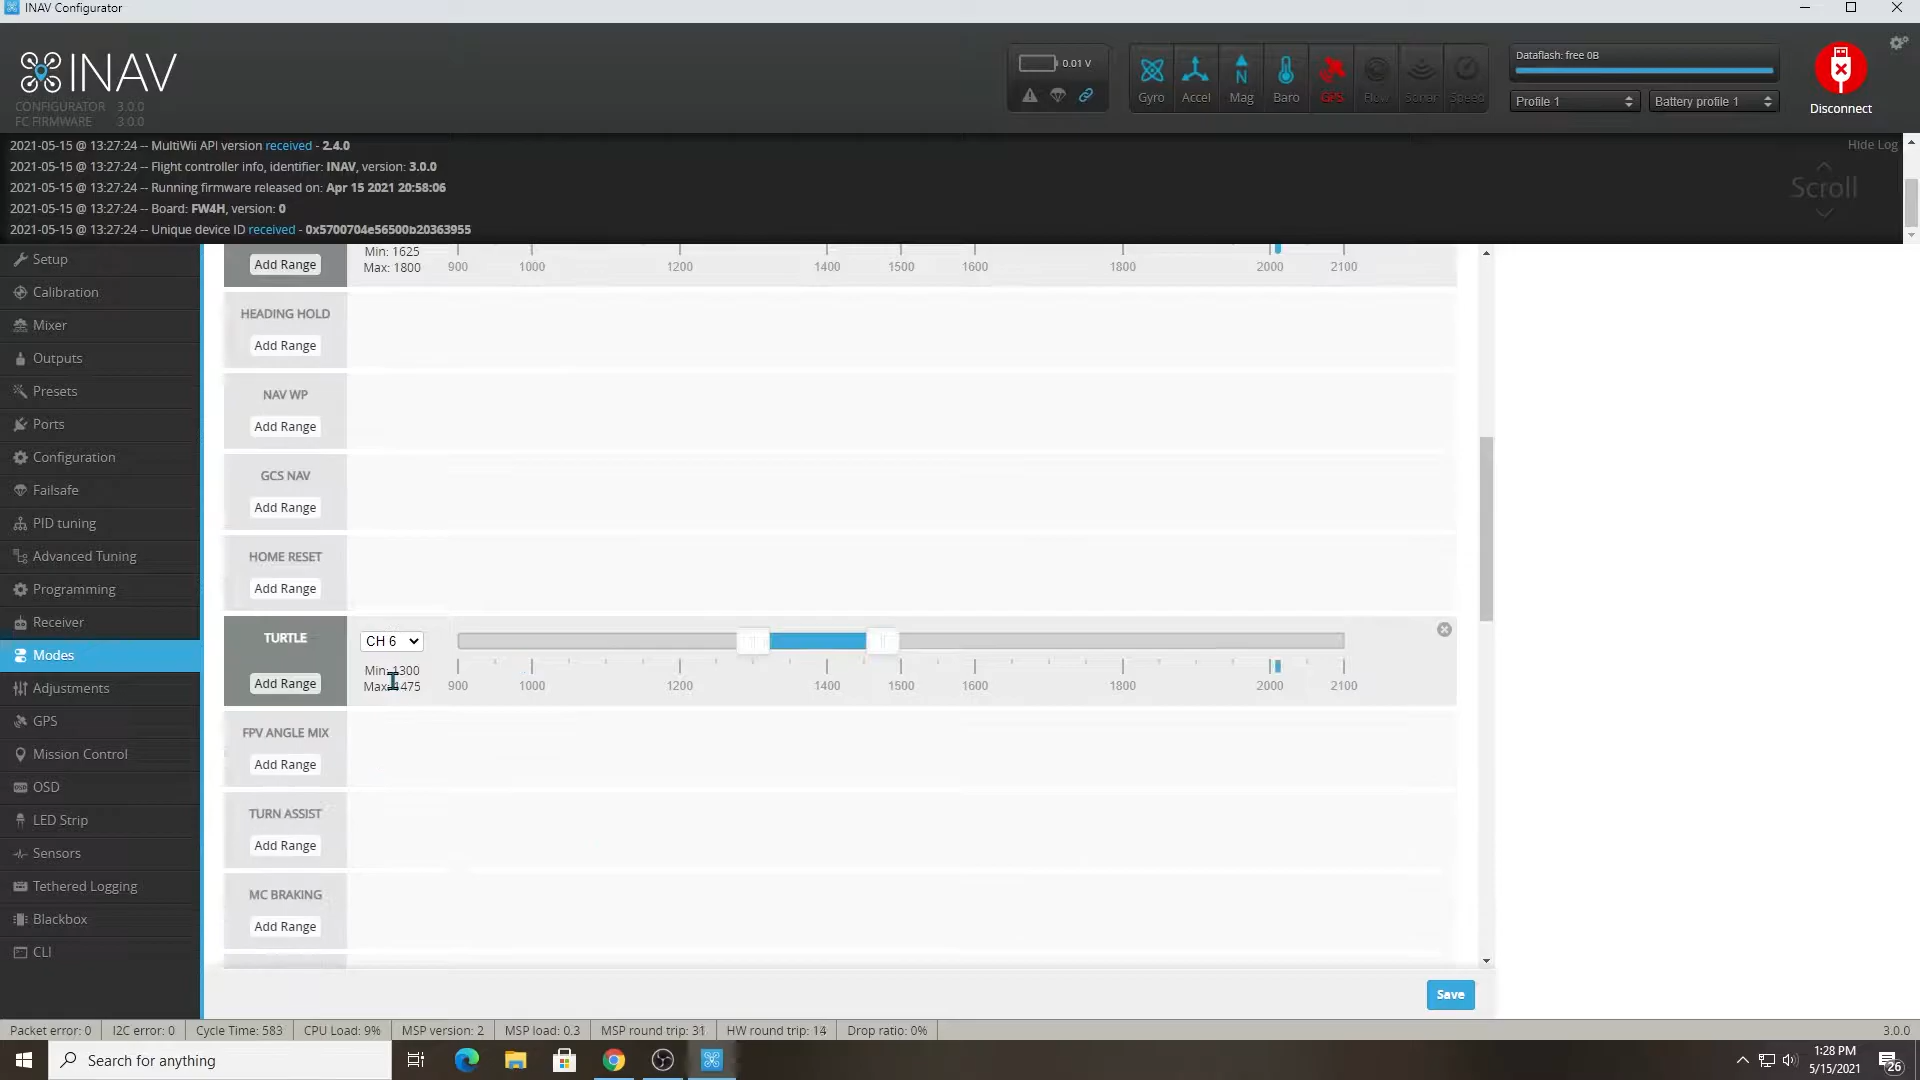 INAV Configurator
INAV
CONFIGURATOR 3.0.0
FC FIRMWARE 3.0.0
0.01 V
Gyro Accel Mag Baro GPS Flow Sonar Speed
Dataflash: free 0B
Profile 1 Battery profile 1
Disconnect
2021-05-15 @ 13:27:24 -- MultiWii API version received - 2.4.0
2021-05-15 @ 13:27:24 -- Flight controller info, identifier: INAV, version: 3.0.0
2021-05-15 @ 13:27:24 -- Running firmware released on: Apr 15 2021 20:58:06
2021-05-15 @ 13:27:24 -- Board: FW4H, version: 0
2021-05-15 @ 13:27:24 -- Unique device ID received - 0x5700704e56500b20363955
Hide Log
Scroll
Setup
Calibration
Mixer
Outputs
Presets
Ports
Configuration
Failsafe
PID tuning
Advanced Tuning
Programming
Receiver
Modes
Adjustments
GPS
Mission Control
OSD
LED Strip
Sensors
Tethered Logging
Blackbox
CLI
Add Range
Min: 1625
Max: 1800
900 1000 1200 1400 1500 1600 1800 2000 2100
HEADING HOLD
Add Range
NAV WP
Add Range
GCS NAV
Add Range
HOME RESET
Add Range
TURTLE
Add Range
CH 6
Min: 1300
Max: 1475
900 1000 1200 1400 1500 1600 1800 2000 2100
FPV ANGLE MIX
Add Range
TURN ASSIST
Add Range
MC BRAKING
Add Range
Save
Packet error: 0 I2C error: 0 Cycle Time: 583 CPU Load: 9% MSP version: 2 MSP load: 0.3 MSP round trip: 31 HW round trip: 14 Drop ratio: 0% 3.0.0
Search for anything
1:28 PM
5/15/2021
26